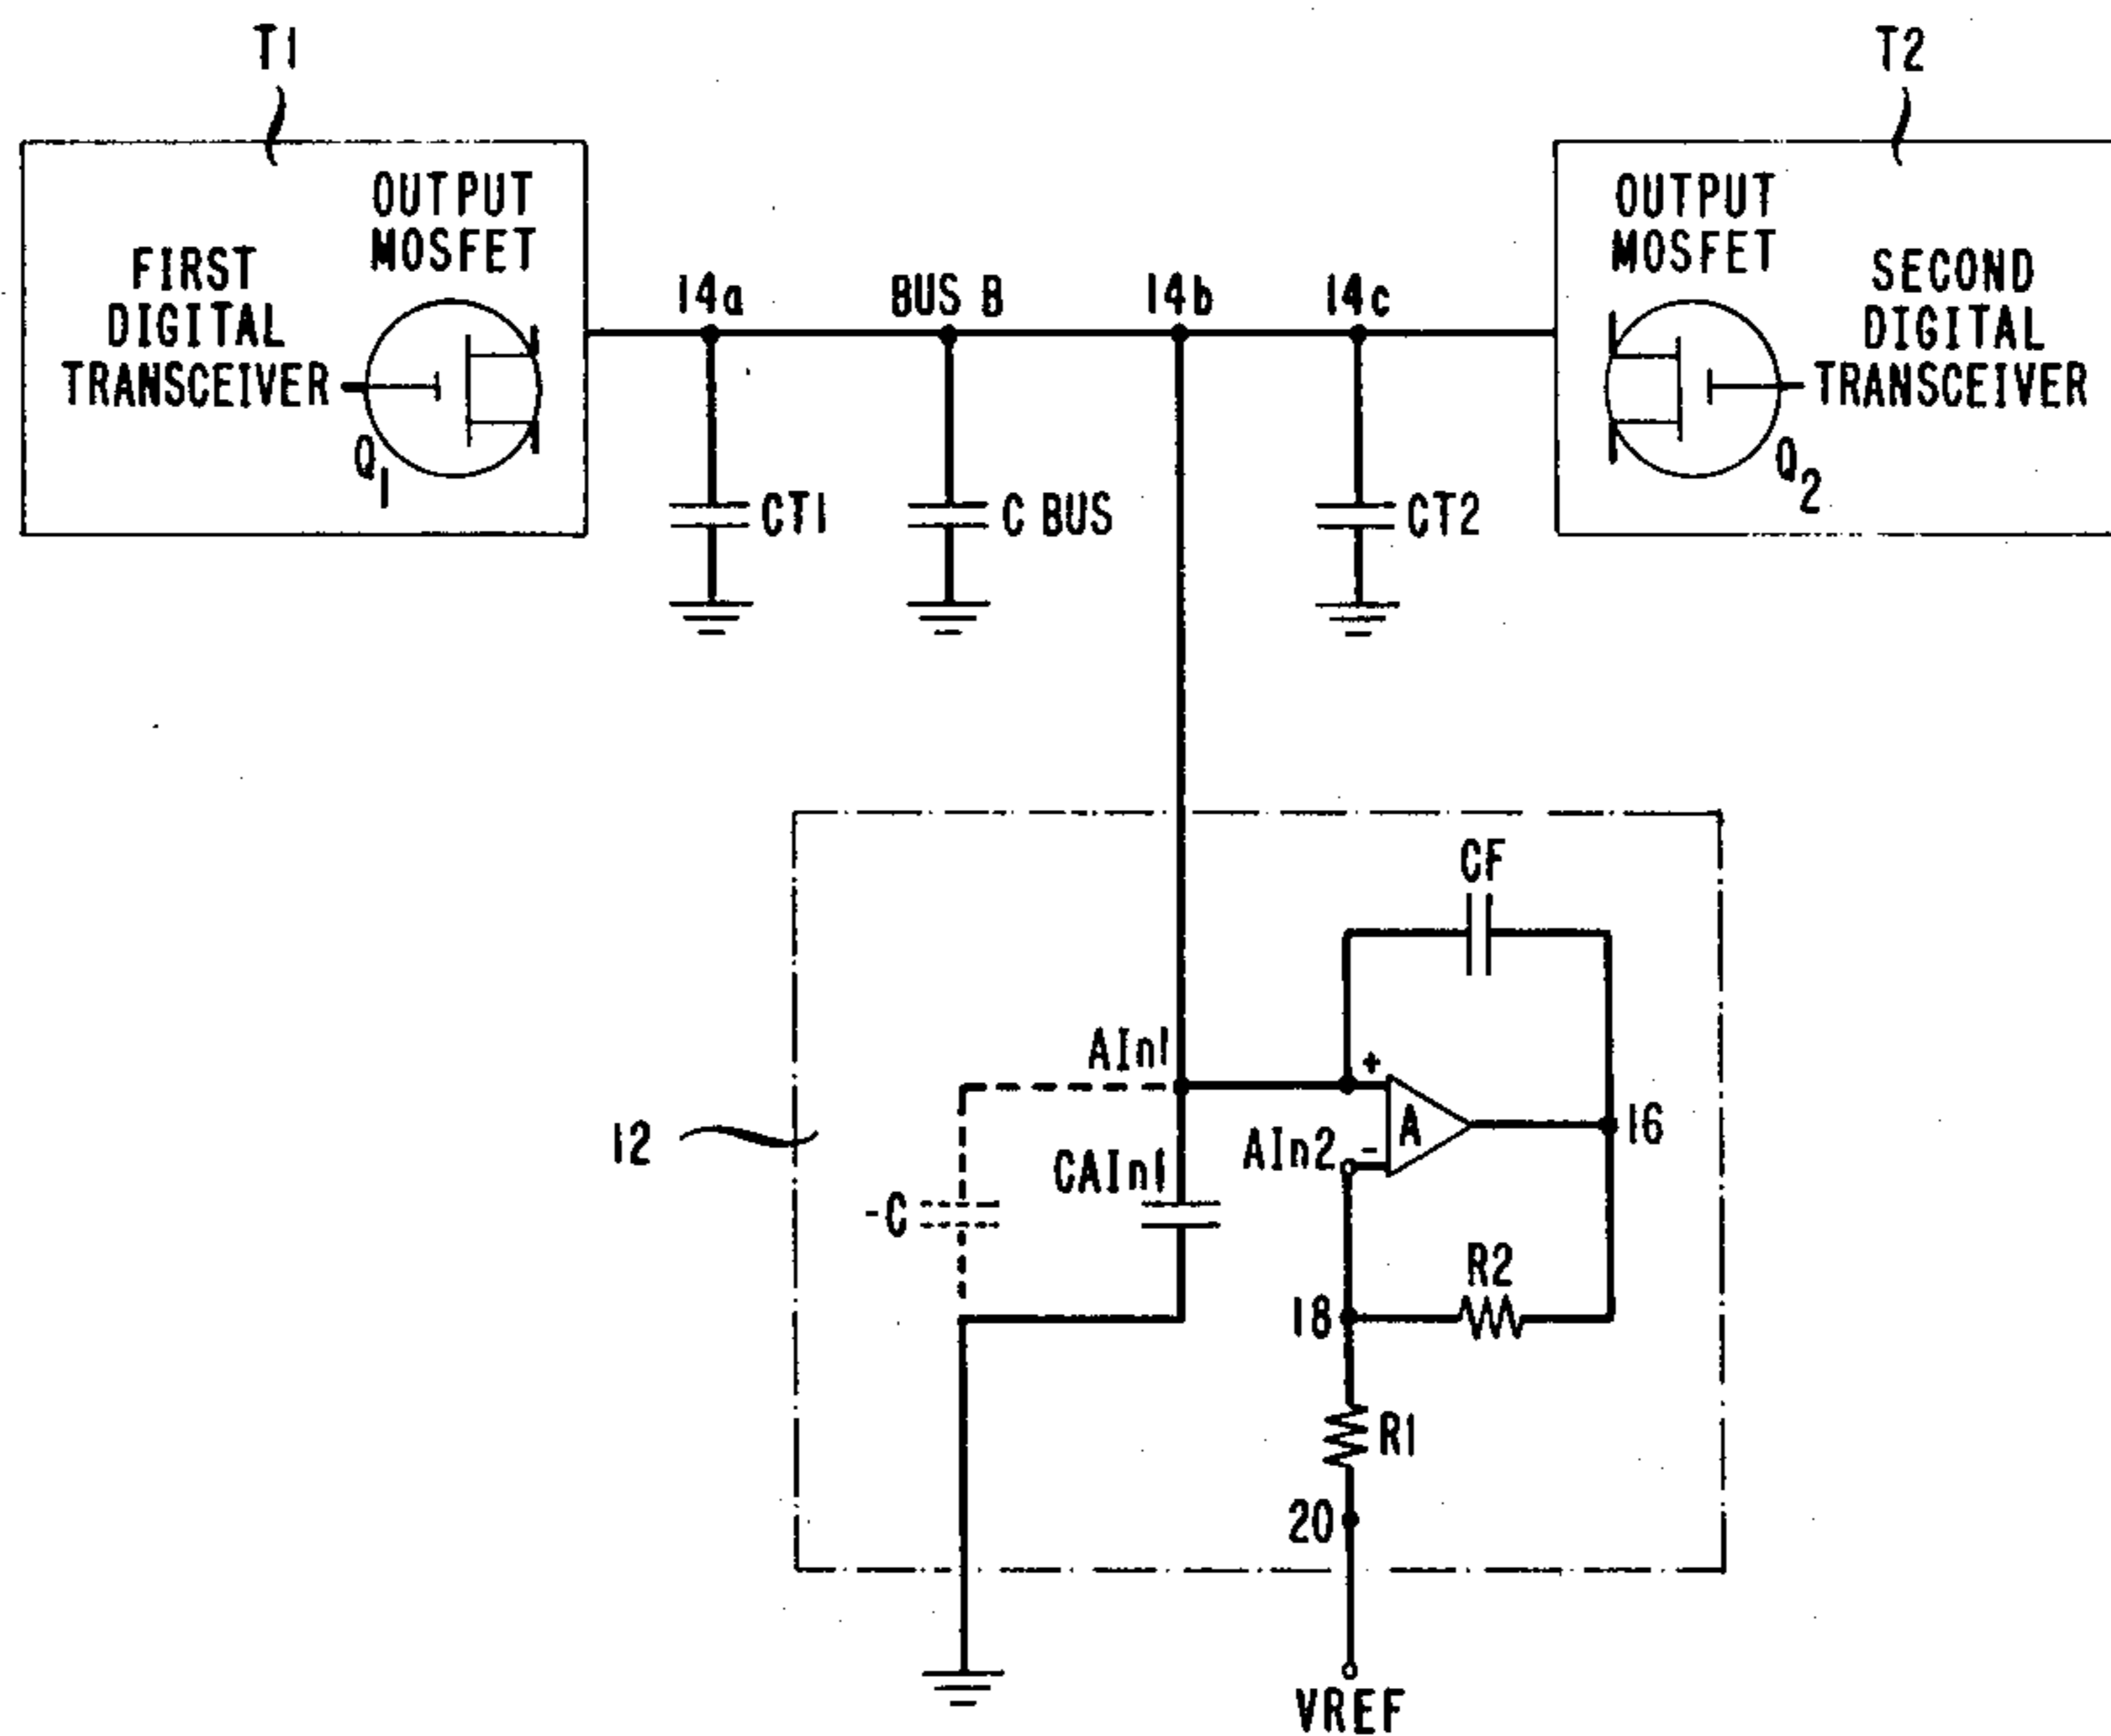 T1
T2
OUTPUT
MOSFET
FIRST
DIGITAL
TRANSCEIVER
Q1
14a
BUS B
14b
14c
OUTPUT
MOSFET
SECOND
DIGITAL
TRANSCEIVER
Q2
CT1
C BUS
CT2
12
CF
AIn1
+
A
16
AIn2
-
CAIn1
-C
R2
18
R1
20
VREF